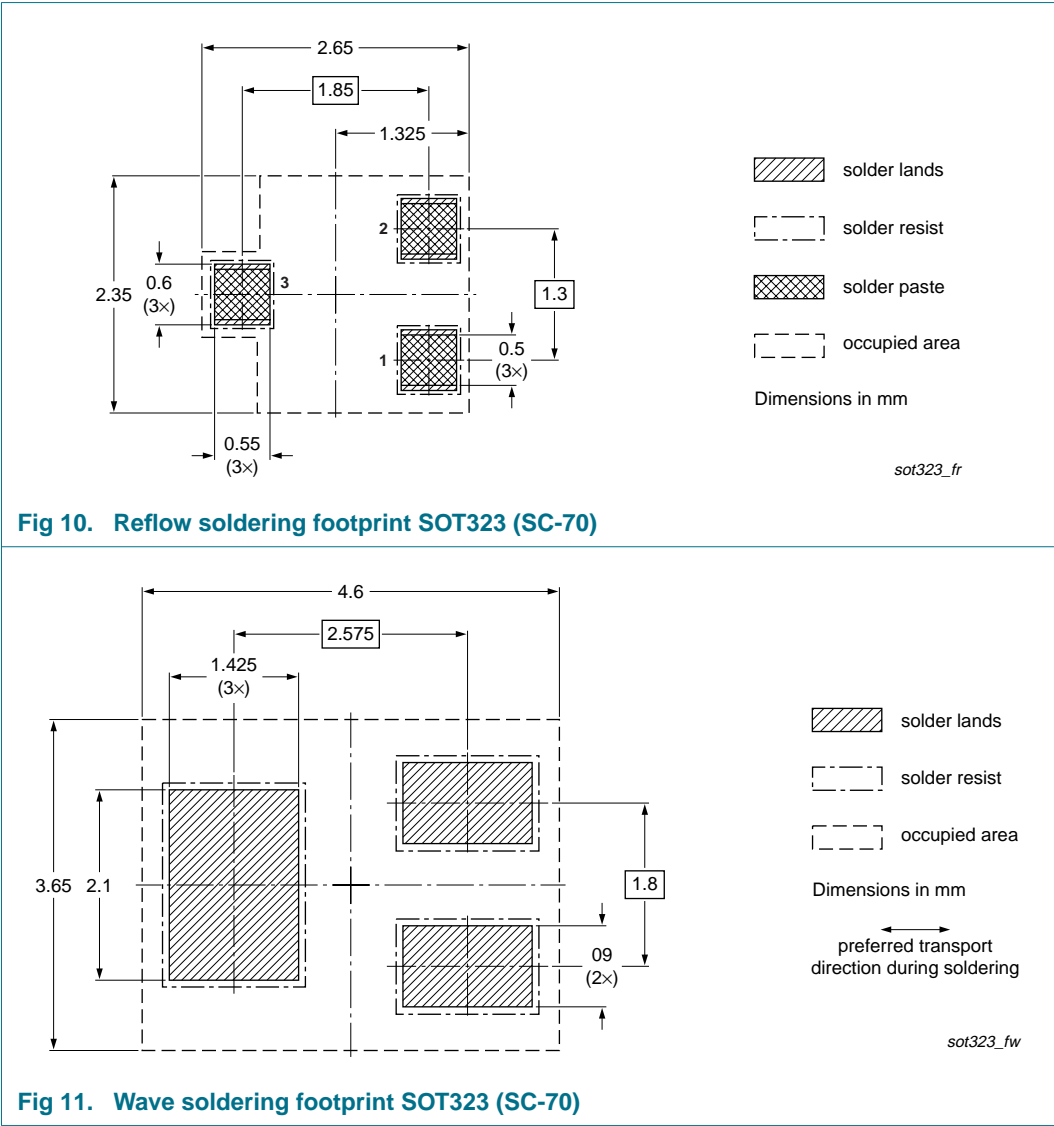 2.65
1.85
1.325
solder lands
2
solder resist
0.6
(3×)
3
2.35
1.3
solder paste
1
0.5
(3×)
occupied area
Dimensions in mm
0.55
(3×)
sot323_fr
Fig 10. Reflow soldering footprint SOT323 (SC-70)
4.6
2.575
1.425
(3×)
solder lands
solder resist
occupied area
3.65
2.1
1.8
Dimensions in mm
preferred transport
direction during soldering
09
(2×)
sot323_fw
Fig 11. Wave soldering footprint SOT323 (SC-70)